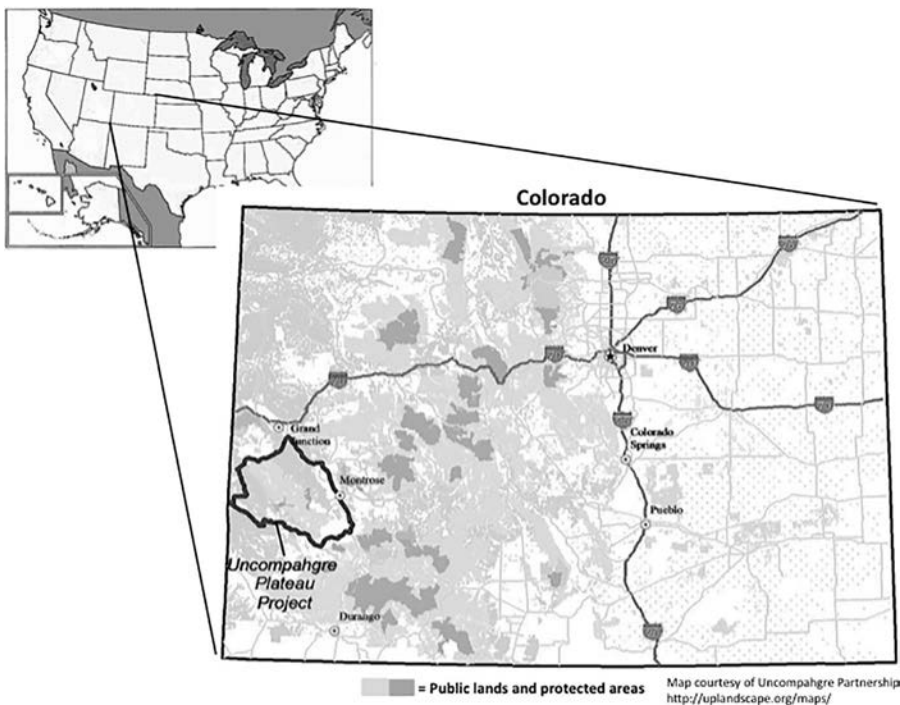 Colorado
Denver
Grand
Junction
Colorado
Springs
Montrose
Pueblo
Uncompahgre
Plateau
Project
Durango
= Public lands and protected areas
Map courtesy of Uncompahgre Partnership
http://uplandscape.org/maps/